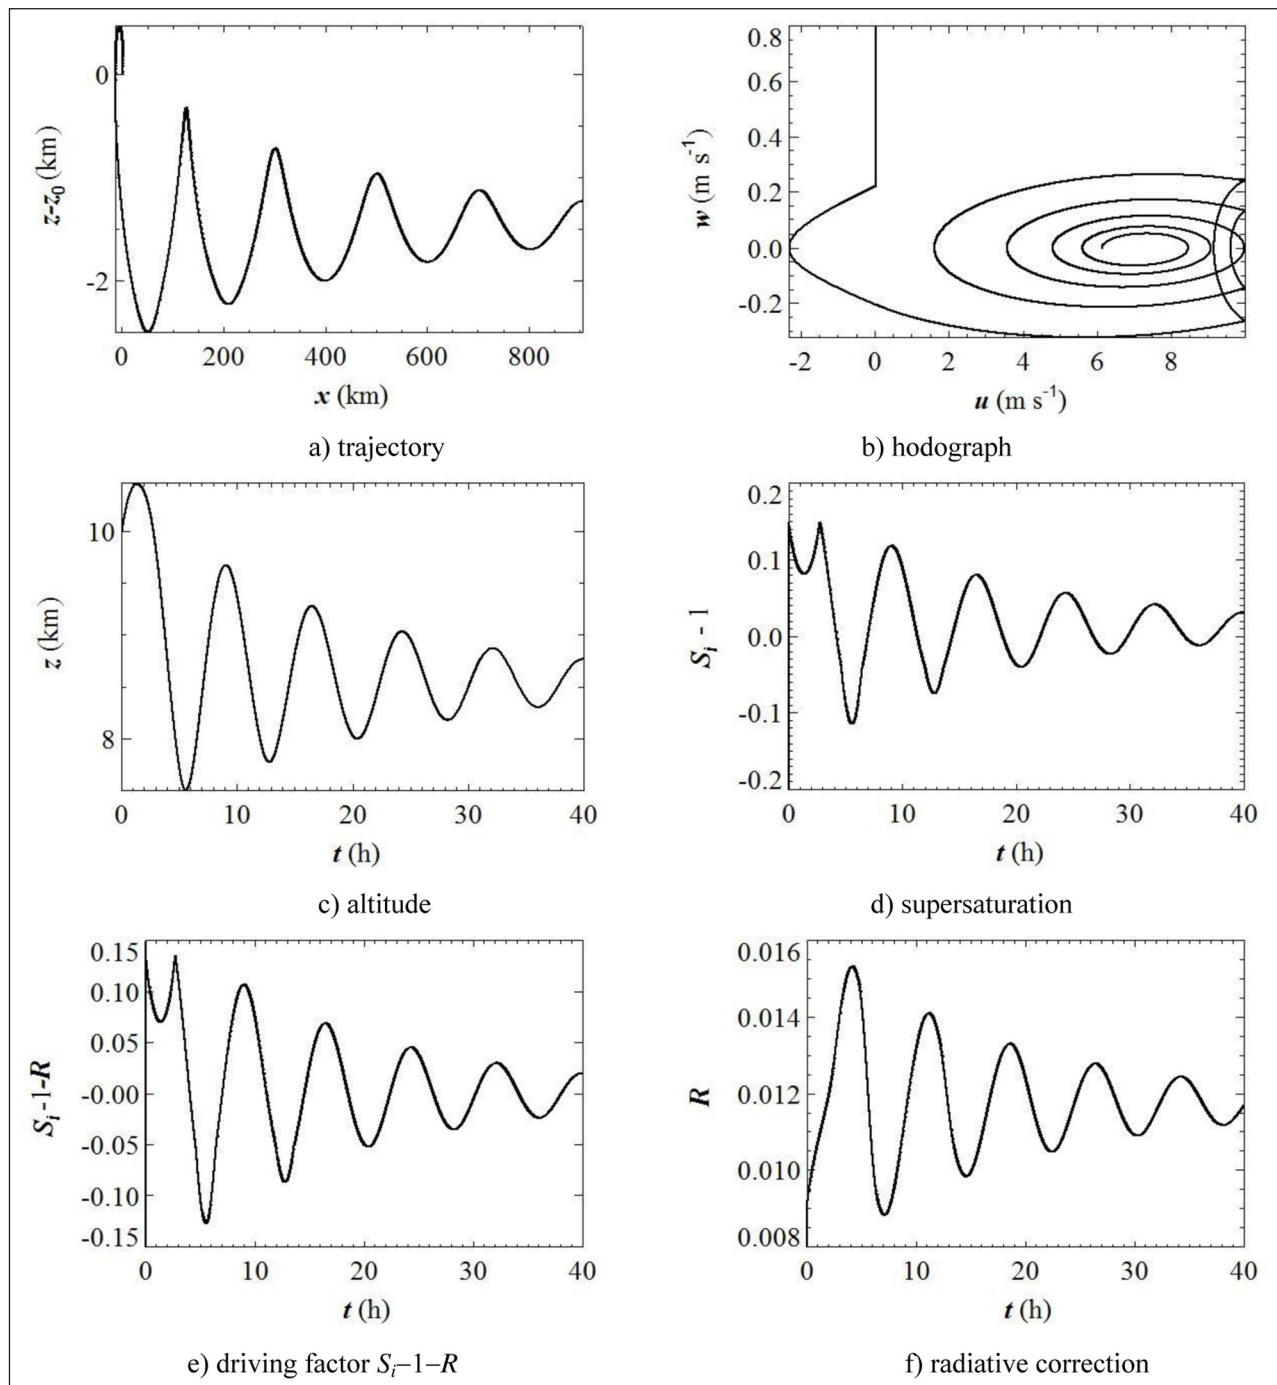 0
-2
z-z0 (km)
0 200 400 600 800
x (km)
a) trajectory
0.8
0.6
0.4
0.2
0.0
-0.2
w (m s-1)
-2 0 2 4 6 8
u (m s-1)
b) hodograph
10
8
z (km)
0 10 20 30 40
t (h)
c) altitude
0.2
0.1
0.0
-0.1
-0.2
Si - 1
0 10 20 30 40
t (h)
d) supersaturation
0.15
0.10
0.05
-0.00
-0.05
-0.10
-0.15
Si -1-R
0 10 20 30 40
t (h)
e) driving factor Si–1–R
0.016
0.014
0.012
0.010
0.008
R
0 10 20 30 40
t (h)
f) radiative correction